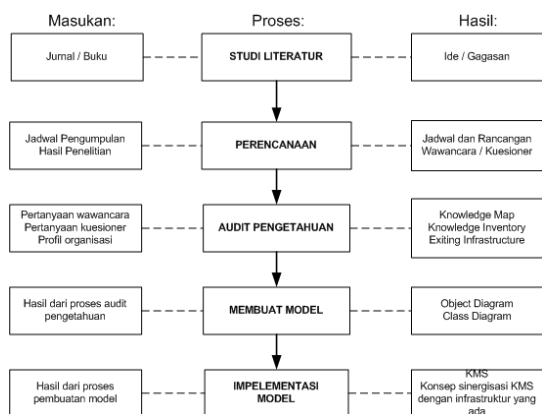 Masukan:
Proses:
Hasil:
Jurnal / Buku
STUDI LITERATUR
Ide / Gagasan
Jadwal Pengumpulan
Hasil Penelitian
PERENCANAAN
Jadwal dan Rancangan
Wawancara / Kuesioner
Pertanyaan wawancara
Pertanyaan kuesioner
Profil organisasi
AUDIT PENGETAHUAN
Knowledge Map
Knowledge Inventory
Exiting Infrastructure
Hasil dari proses audit
pengetahuan
MEMBUAT MODEL
Object Diagram
Class Diagram
Hasil dari proses
pembuatan model
IMPELEMENTASI
MODEL
KMS
Konsep sinergisasi KMS
dengan infrastruktur yang
ada